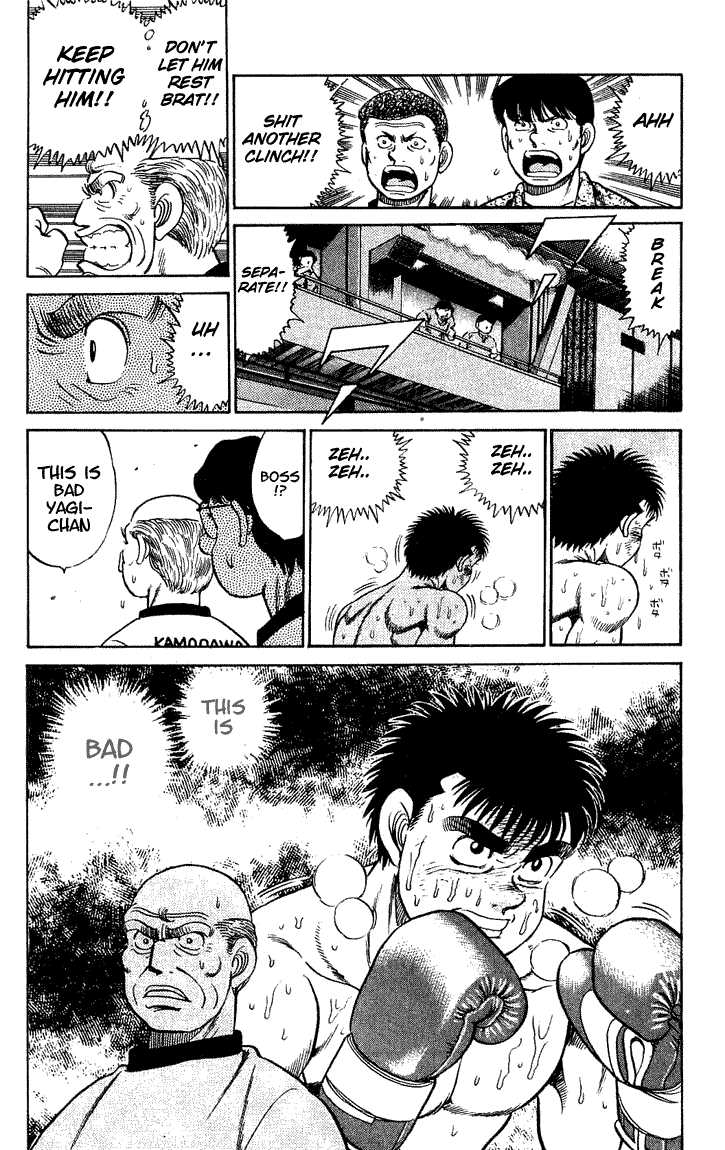 DON'T
LET HIM
REST
BRAT!!
KEEP
HITTING
HIM!!
AHH
SHIT
ANOTHER
CLINCH!!
BREAK
SEPA-
RATE!!
UH
...
ZEH..
ZEH..
ZEH..
ZEH..
BOSS
!?
THIS IS
BAD
YAGI-
CHAN
THIS
IS
BAD
...!!